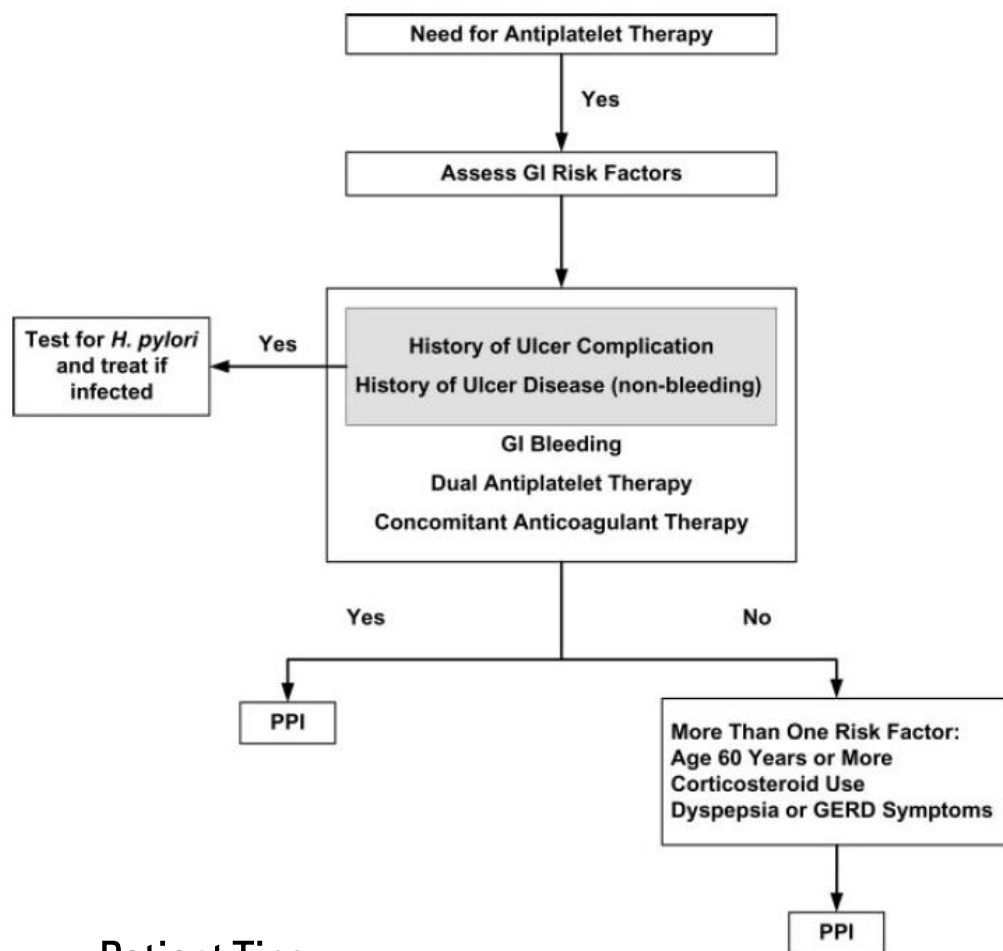 Need for Antiplatelet Therapy
Yes
Assess GI Risk Factors
Test for H. pylori
and treat if
infected
Yes
History of Ulcer Complication
History of Ulcer Disease (non-bleeding)
GI Bleeding
Dual Antiplatelet Therapy
Concomitant Anticoagulant Therapy
Yes
No
PPI
More Than One Risk Factor:
Age 60 Years or More
Corticosteroid Use
Dyspepsia or GERD Symptoms
PPI